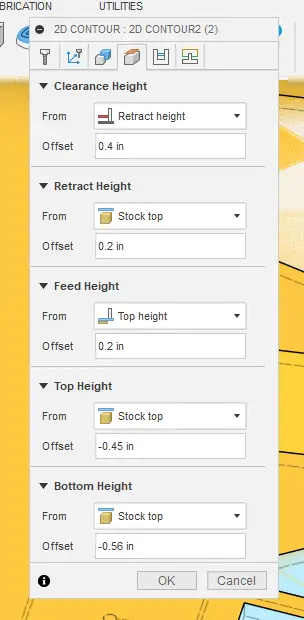 BRICATION UTILITIES
2D CONTOUR : 2D CONTOUR2 (2)
Clearance Height
From Retract height
Offset 0.4 in
Retract Height
From Stock top
Offset 0.2 in
Feed Height
From Top height
Offset 0.2 in
Top Height
From Stock top
Offset -0.45 in
Bottom Height
From Stock top
Offset -0.56 in
OK Cancel